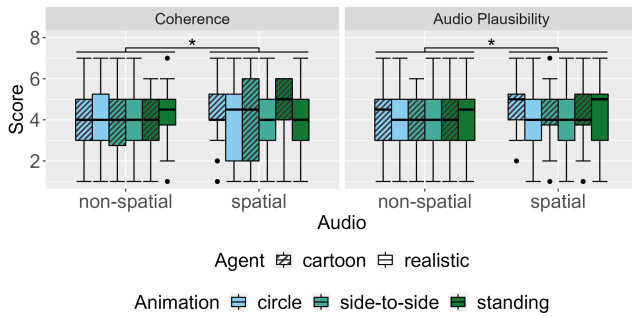 Coherence Audio Plausibility
8
* *
6
4
2
Score
non-spatial spatial non-spatial spatial
Audio
Agent cartoon realistic
Animation circle side-to-side standing